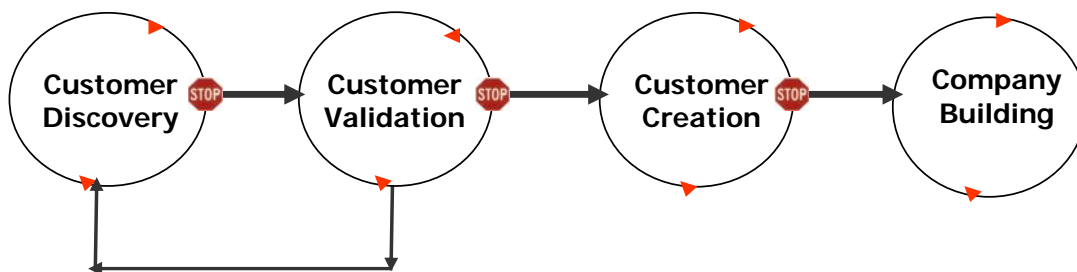 Customer
Discovery
STOP
Customer
Validation
STOP
Customer
Creation
STOP
Company
Building